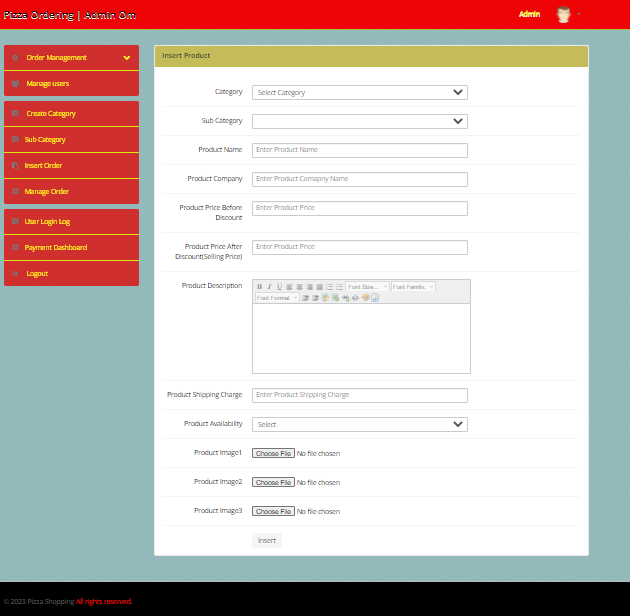 Pizza Ordering | Admin Om
Admin
Order Management
Manage users
Create Category
Sub Category
Insert Order
Manage Order
User Login Log
Payment Dashboard
Logout
Insert Product
Category Select Category
Sub Category
Product Name Enter Product Name
Product Company Enter Product Comapny Name
Product Price Before
Discount
Enter Product Price
Product Price After
Discount(Selling Price)
Enter Product Price
Product Description
B I U Font Size... Font Family.
Font Format
Product Shipping Charge Enter Product Shipping Charge
Product Availability Select
Product Image1 Choose File No file chosen
Product Image2 Choose File No file chosen
Product Image3 Choose File No file chosen
Insert
© 2023 Pizza Shopping All rights reserved.